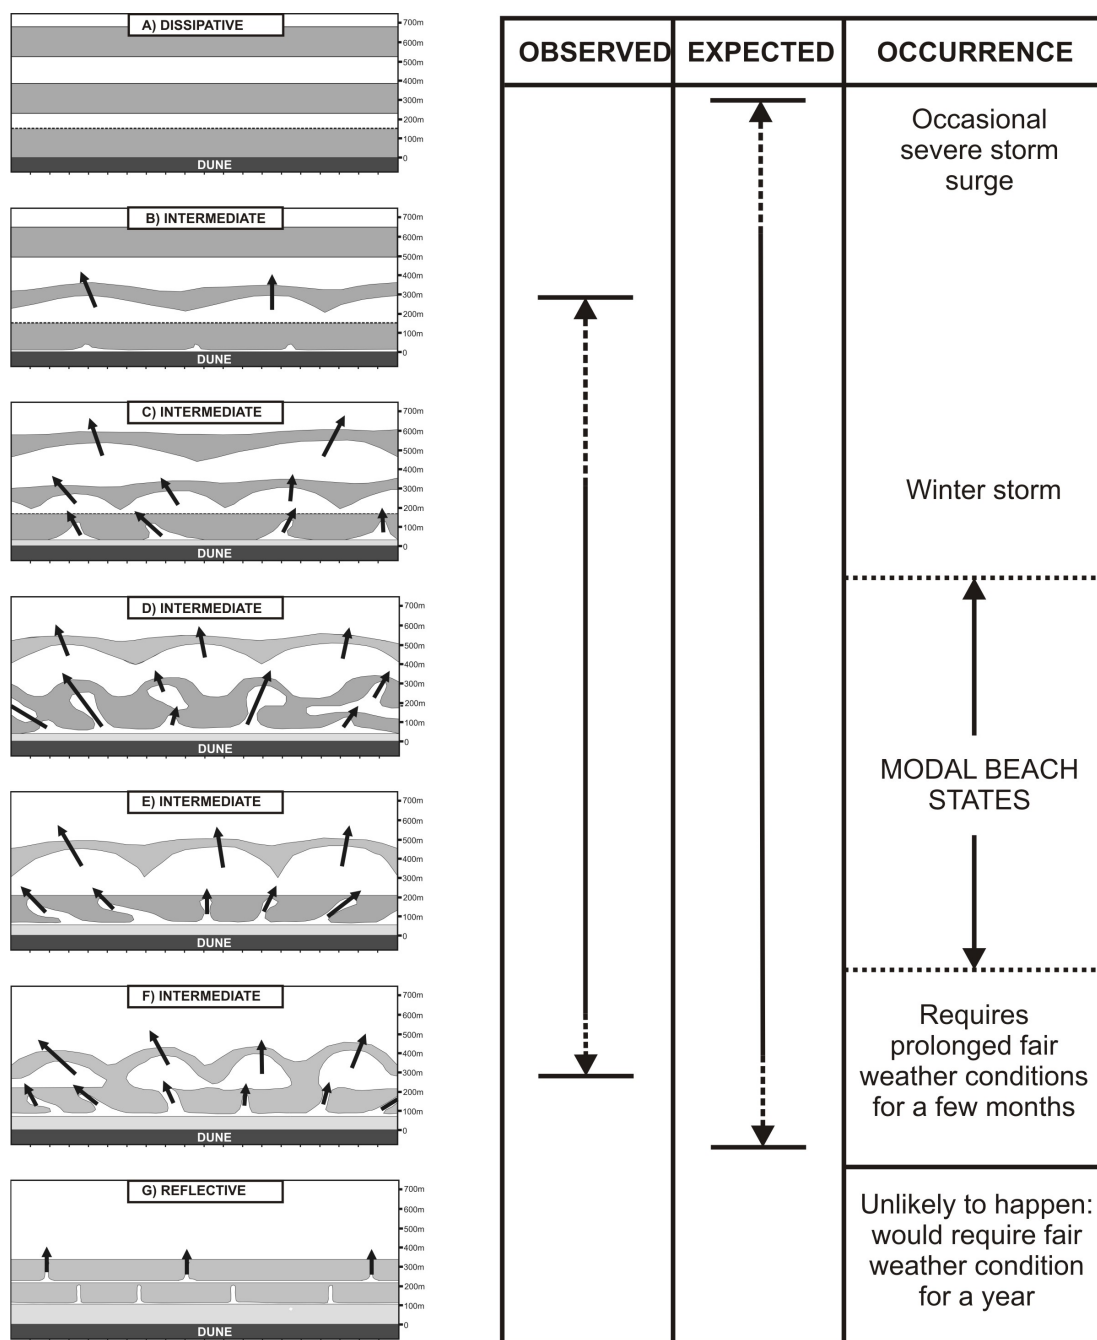 A) DISSIPATIVE
700m
600m
500m
400m
300m
200m
100m
0
DUNE
B) INTERMEDIATE
700m
600m
500m
400m
300m
200m
100m
0
DUNE
C) INTERMEDIATE
700m
600m
500m
400m
300m
200m
100m
0
DUNE
D) INTERMEDIATE
700m
600m
500m
400m
300m
200m
100m
0
DUNE
E) INTERMEDIATE
700m
600m
500m
400m
300m
200m
100m
0
DUNE
F) INTERMEDIATE
700m
600m
500m
400m
300m
200m
100m
0
DUNE
G) REFLECTIVE
700m
600m
500m
400m
300m
200m
100m
0
DUNE
OBSERVED EXPECTED OCCURRENCE
Occasional
severe storm
surge
Winter storm
MODAL BEACH
STATES
Requires
prolonged fair
weather conditions
for a few months
Unlikely to happen:
would require fair
weather condition
for a year